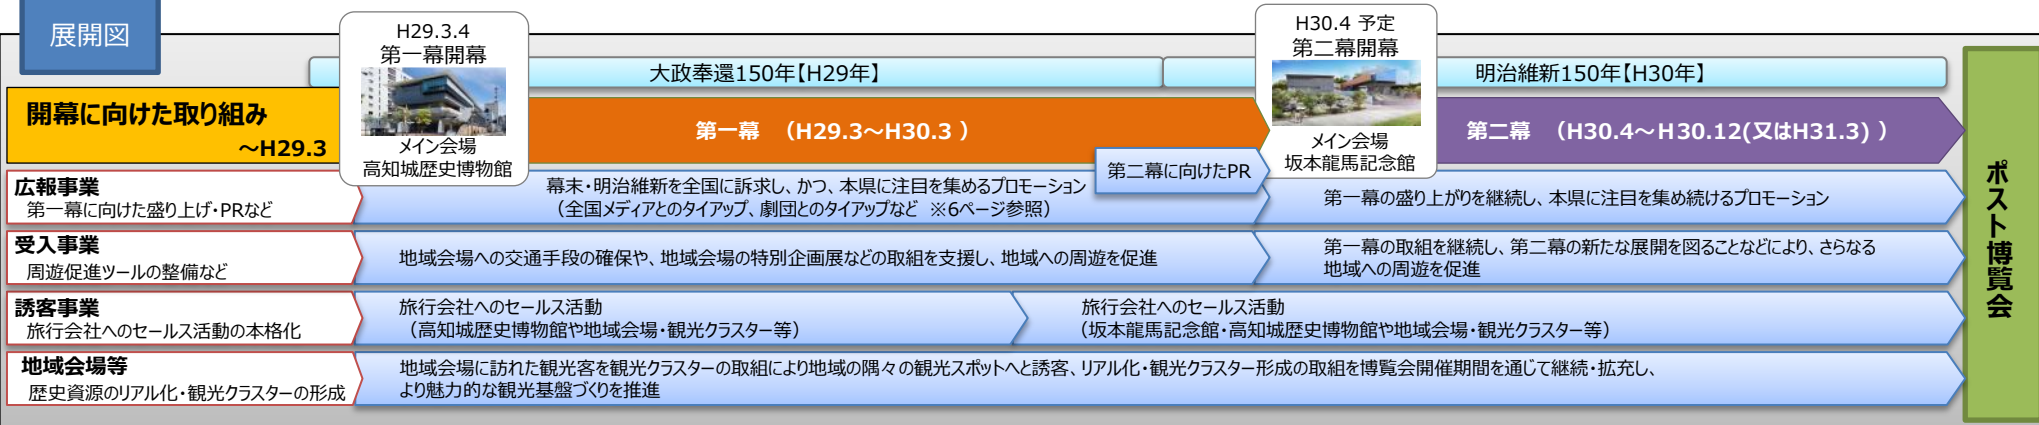 展開図
H29.3.4
第一幕開幕
メイン会場
高知城歴史博物館
H30.4 予定
第二幕開幕
メイン会場
坂本龍馬記念館
大政奉還150年【H29年】
明治維新150年【H30年】
開幕に向けた取り組み
～H29.3
第一幕 （H29.3～H30.3 ）
第二幕 （H30.4～H30.12(又はH31.3) ）
第二幕に向けたPR
広報事業
第一幕に向けた盛り上げ・PRなど
幕末・明治維新を全国に訴求し、かつ、本県に注目を集めるプロモーション
（全国メディアとのタイアップ、劇団とのタイアップなど ※6ページ参照）
第一幕の盛り上がりを継続し、本県に注目を集め続けるプロモーション
受入事業
周遊促進ツールの整備など
地域会場への交通手段の確保や、地域会場の特別企画展などの取組を支援し、地域への周遊を促進
第一幕の取組を継続し、第二幕の新たな展開を図ることなどにより、さらなる
地域への周遊を促進
誘客事業
旅行会社へのセールス活動の本格化
旅行会社へのセールス活動
（高知城歴史博物館や地域会場・観光クラスター等）
旅行会社へのセールス活動
（坂本龍馬記念館・高知城歴史博物館や地域会場・観光クラスター等）
地域会場等
歴史資源のリアル化・観光クラスターの形成
地域会場に訪れた観光客を観光クラスターの取組により地域の隅々の観光スポットへと誘客、リアル化・観光クラスター形成の取組を博覧会開催期間を通じて継続・拡充し、
より魅力的な観光基盤づくりを推進
ポスト博覧会